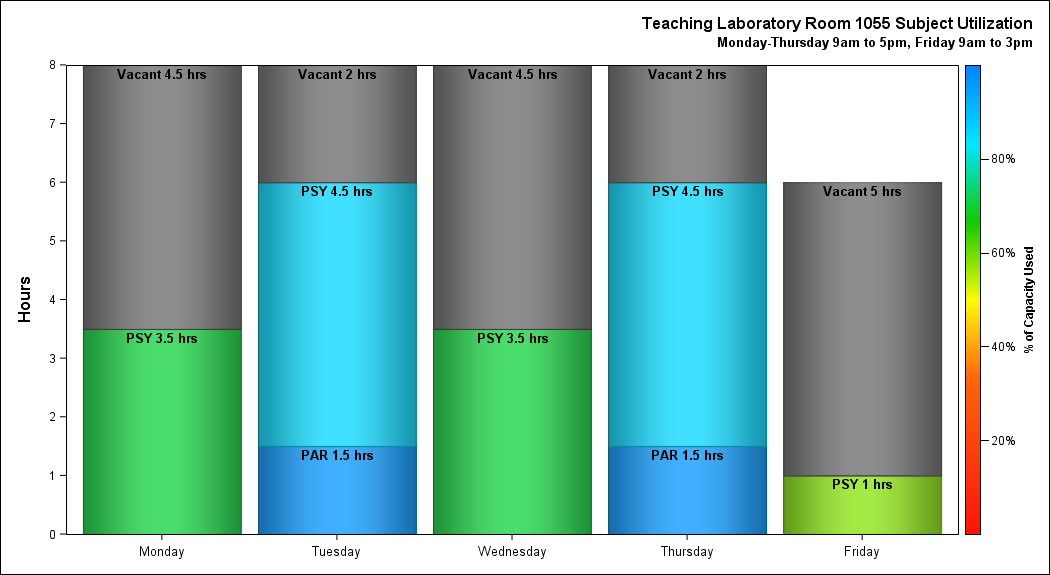 Teaching Laboratory Room 1055 Subject Utilization
Monday-Thursday 9am to 5pm, Friday 9am to 3pm
Hours
8
7
6
5
4
3
2
1
0
Vacant 4.5 hrs
PSY 3.5 hrs
Vacant 2 hrs
PSY 4.5 hrs
PAR 1.5 hrs
Vacant 4.5 hrs
PSY 3.5 hrs
Vacant 2 hrs
PSY 4.5 hrs
PAR 1.5 hrs
Vacant 5 hrs
PSY 1 hrs
Monday
Tuesday
Wednesday
Thursday
Friday
80%
60%
40%
20%
% of Capacity Used